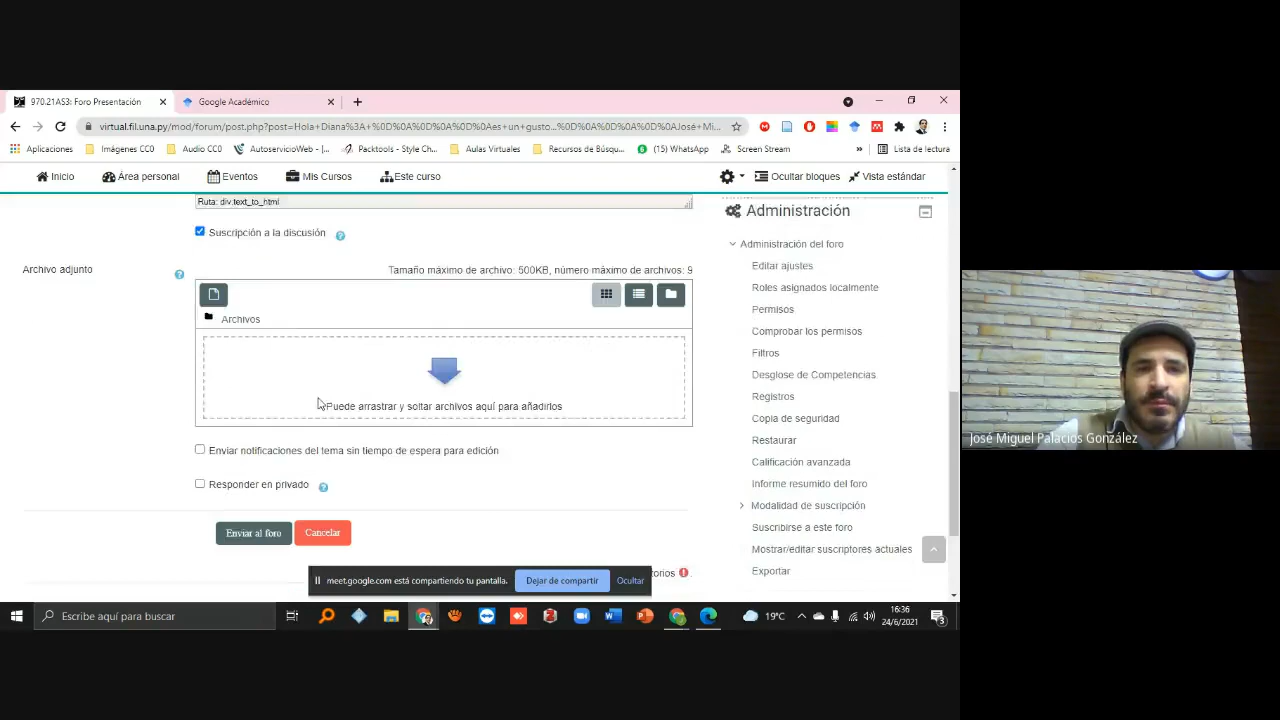 970.21AS3: Foro Presentación
Google Académico
virtual.fil.una.py/mod/forum/post.php?post=Hola+Diana%3A+%0D%0A%0D%0A%0D%0Aes+un+gusto...%0D%0A%0D%0A%0D%0AJosé+Mi...
Aplicaciones
Imágenes CC0
Audio CC0
AutoservicioWeb - (...
Packtools - Style Ch...
Aulas Virtuales
Recursos de Búsqu...
(15) WhatsApp
Screen Stream
»
Lista de lectura
Inicio
Área personal
Eventos
Mis Cursos
Este curso
Ocultar bloques
Vista estándar
Ruta: div.text_to_html
Suscripción a la discusión
Archivo adjunto
Tamaño máximo de archivo: 500KB, número máximo de archivos: 9
Archivos
Puede arrastrar y soltar archivos aquí para añadirlos
Enviar notificaciones del tema sin tiempo de espera para edición
Responder en privado
Enviar al foro
Cancelar
Administración
Administración del foro
Editar ajustes
Roles asignados localmente
Permisos
Comprobar los permisos
Filtros
Desglose de Competencias
Registros
Copia de seguridad
Restaurar
Calificación avanzada
Informe resumido del foro
Modalidad de suscripción
Suscribirse a este foro
Mostrar/editar suscriptores actuales
Exportar
meet.google.com está compartiendo tu pantalla.
Dejar de compartir
Ocultar
torios
Escribe aquí para buscar
19°C
16:36
24/6/2021
3
José Miguel Palacios González